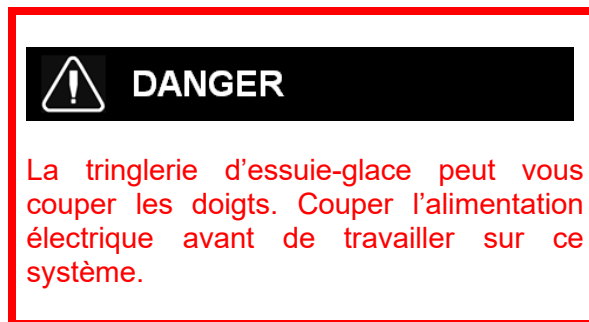 DANGER
La tringlerie d’essuie-glace peut vous
couper les doigts. Couper l’alimentation
électrique avant de travailler sur ce
système.